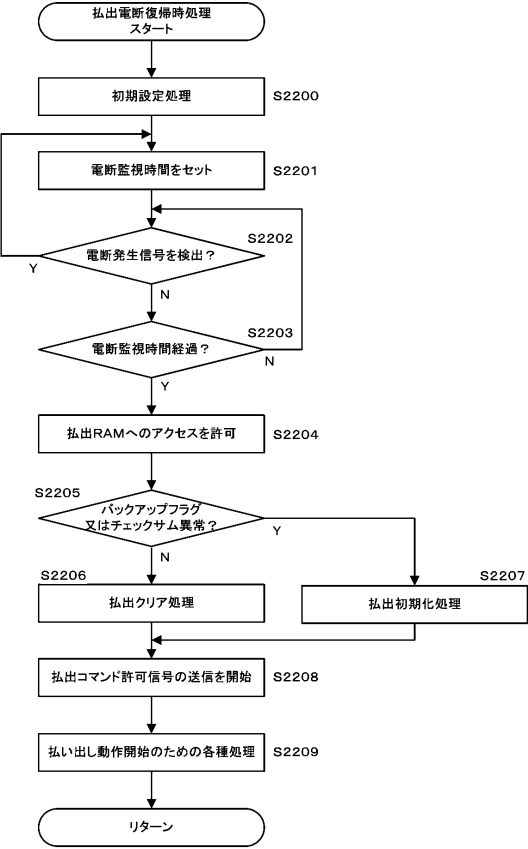 払出電断復帰時処理
スタート
初期設定処理
S2200
電断監視時間をセット
S2201
S2202
電断発生信号を検出?
Y
N
S2203
電断監視時間経過?
N
Y
払出RAMへのアクセスを許可
S2204
S2205
バックアップフラグ
又はチェックサム異常?
Y
N
S2206
払出クリア処理
S2207
払出初期化処理
払出コマンド許可信号の送信を開始
S2208
払い出し動作開始のための各種処理
S2209
リターン